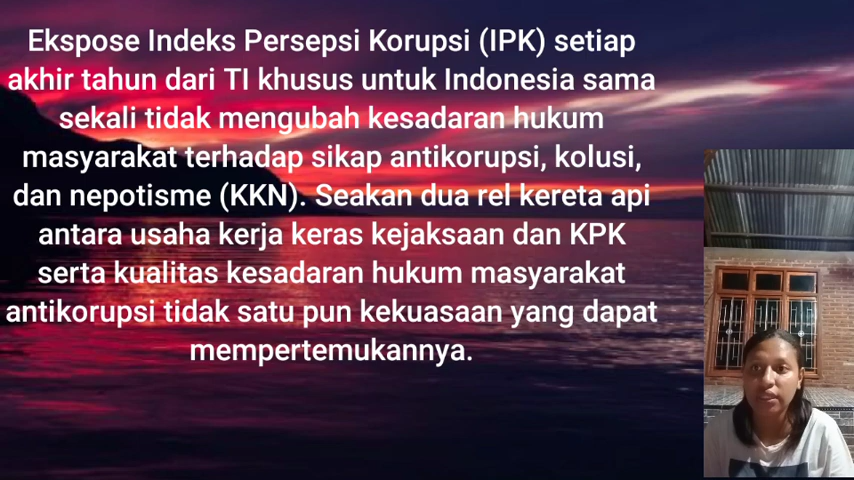 Ekspose Indeks Persepsi Korupsi (IPK) setiap
akhir tahun dari TI khusus untuk Indonesia sama
sekali tidak mengubah kesadaran hukum
masyarakat terhadap sikap antikorupsi, kolusi,
dan nepotisme (KKN). Seakan dua rel kereta api
antara usaha kerja keras kejaksaan dan KPK
serta kualitas kesadaran hukum masyarakat
antikorupsi tidak satu pun kekuasaan yang dapat
mempertemukannya.